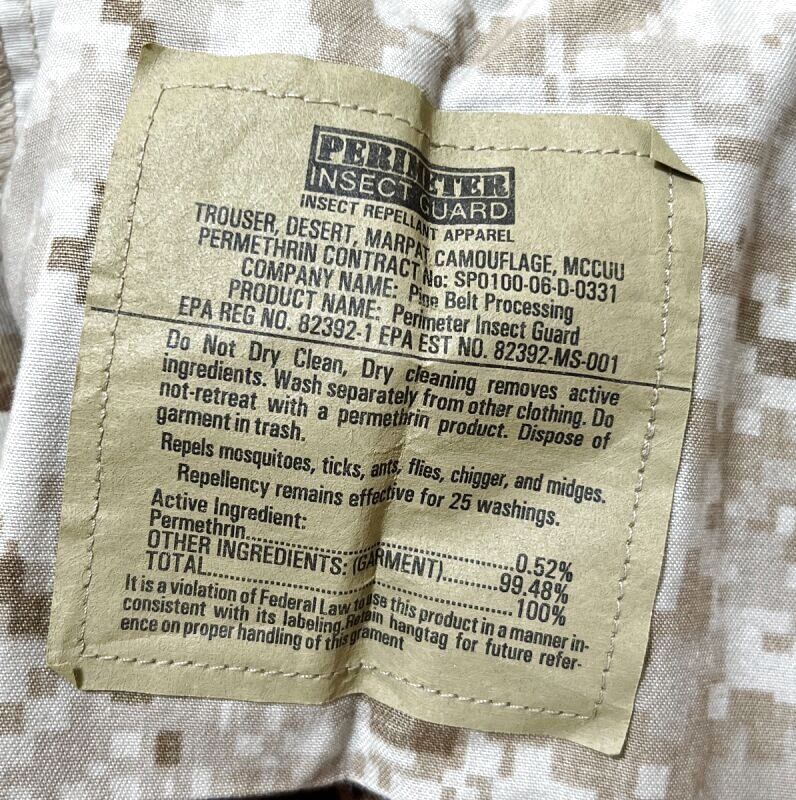 PERIMETER
INSECT GUARD
INSECT REPELLANT APPAREL
TROUSER, DESERT, MARPAT CAMOUFLAGE, MCCUU
PERMETHRIN CONTRACT No: SP0100-06-D-0331
COMPANY NAME: Pine Belt Processing
PRODUCT NAME: Perimeter Insect Guard
EPA REG NO. 82392-1 EPA EST NO. 82392-MS-001
Do Not Dry Clean, Dry cleaning removes active
ingredients. Wash separately from other clothing. Do
not-retreat with a permethrin product. Dispose of
garment in trash.
Repels mosquitoes, ticks, ants, flies, chigger, and midges.
Repellency remains effective for 25 washings.
Active Ingredient:
Permethrin..............................0.52%
OTHER INGREDIENTS: (GARMENT)..........99.48%
TOTAL..............................100%
It is a violation of Federal Law to use this product in a manner in-
consistent with its labeling. Retain hangtag for future refer-
ence on proper handling of this grament